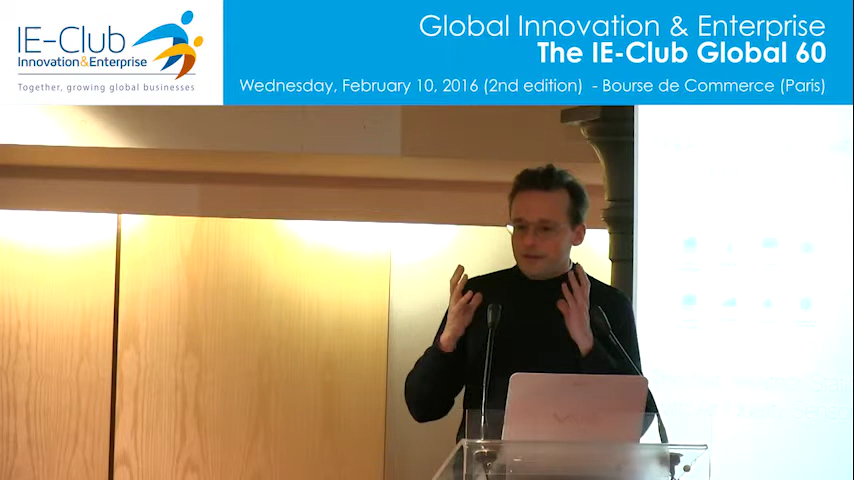 IE-Club
Innovation&Enterprise
Together, growing global businesses
Global Innovation & Enterprise
The IE-Club Global 60
Wednesday, February 10, 2016 (2nd edition) - Bourse de Commerce (Paris)
VAIO